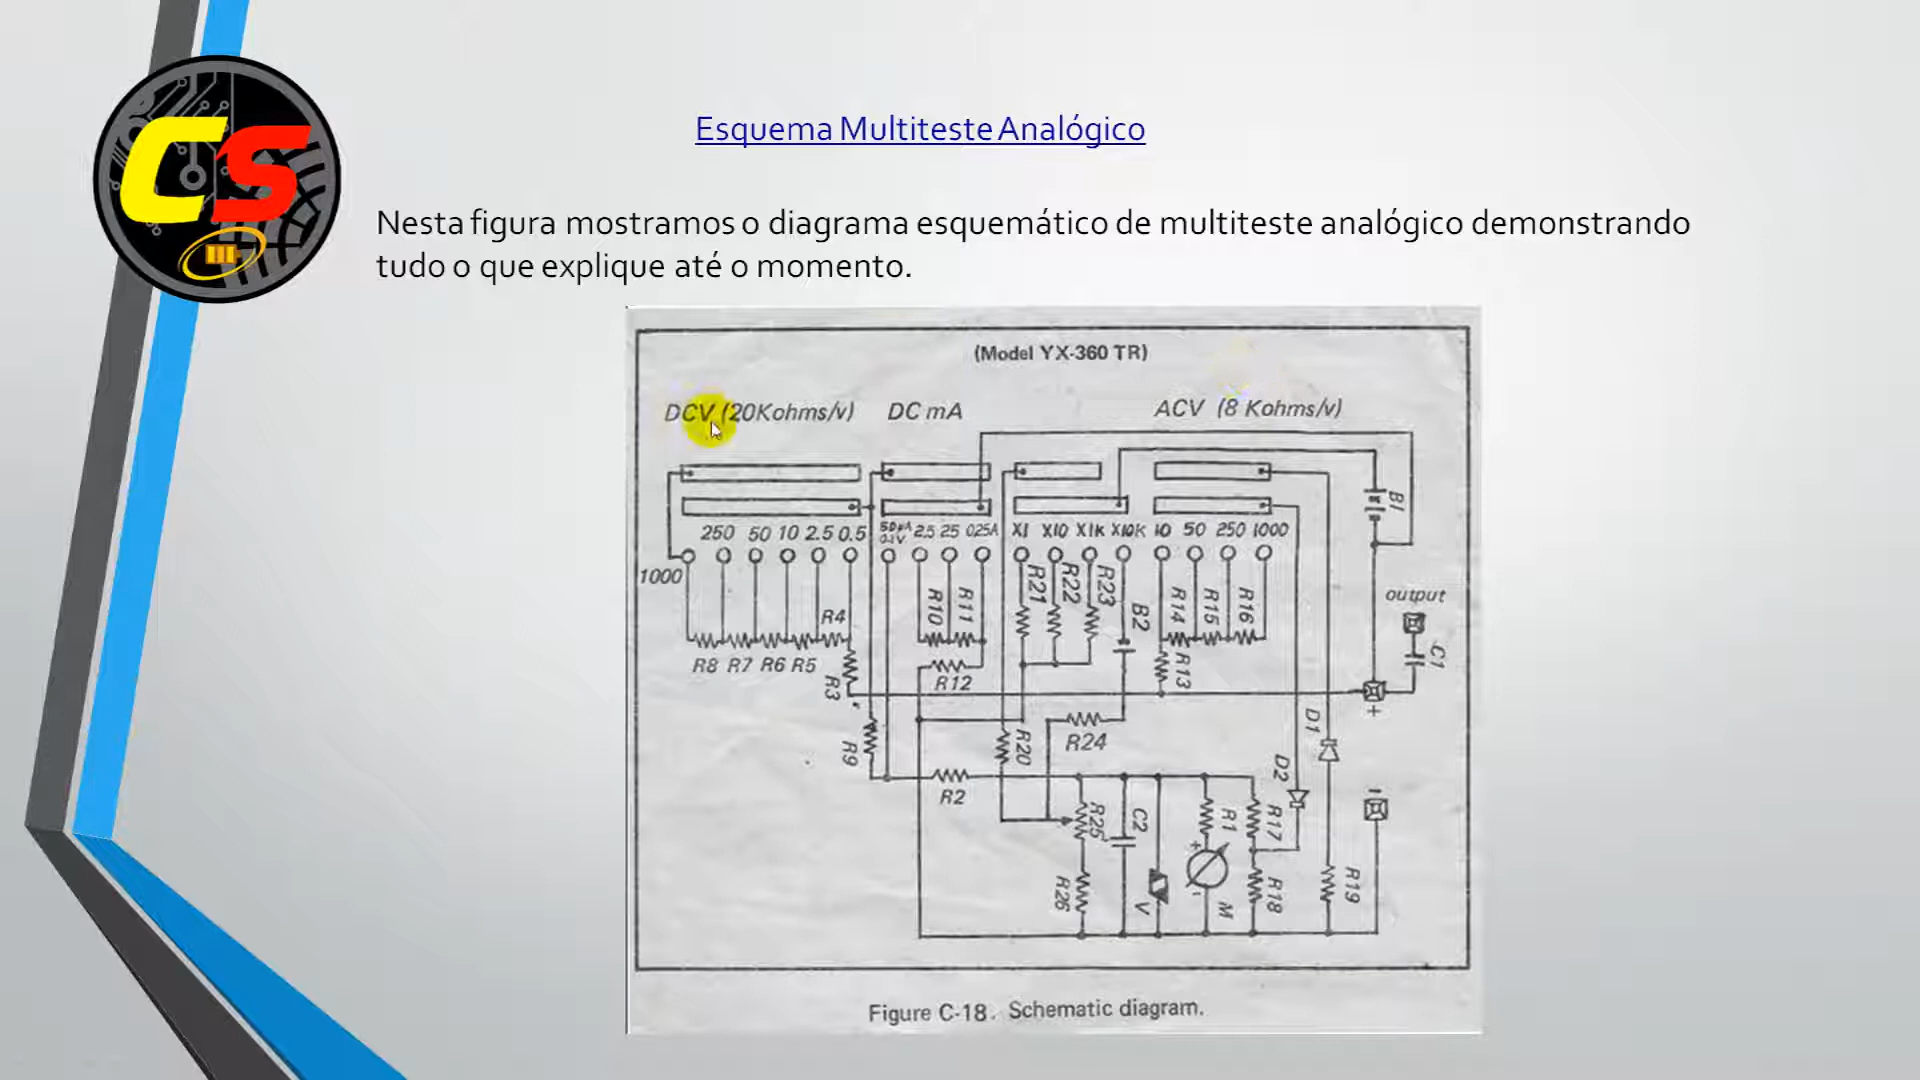 CS
Esquema Multiteste Analógico
Nesta figura mostramos o diagrama esquemático de multiteste analógico demonstrando
tudo o que explique até o momento.
(Model YX-360 TR)
DCV (20Kohms/v) DC mA ACV (8 Kohms/v)
B1
250 50 10 2.5 0.5 50µA 2.5 25 0.25A X1 X10 X1K X10K 10 50 250 1000
0.1V
1000
R21 R22 R23
R10 R11 R14 R15 R16
output
R4 B2
C1
R8 R7 R6 R5
R3 R12 R13
+
R9 R20 R24 D1
D2
R2
-
R25 C2 R1 R17
+
R26 V - M R18 R19
Figure C-18. Schematic diagram.